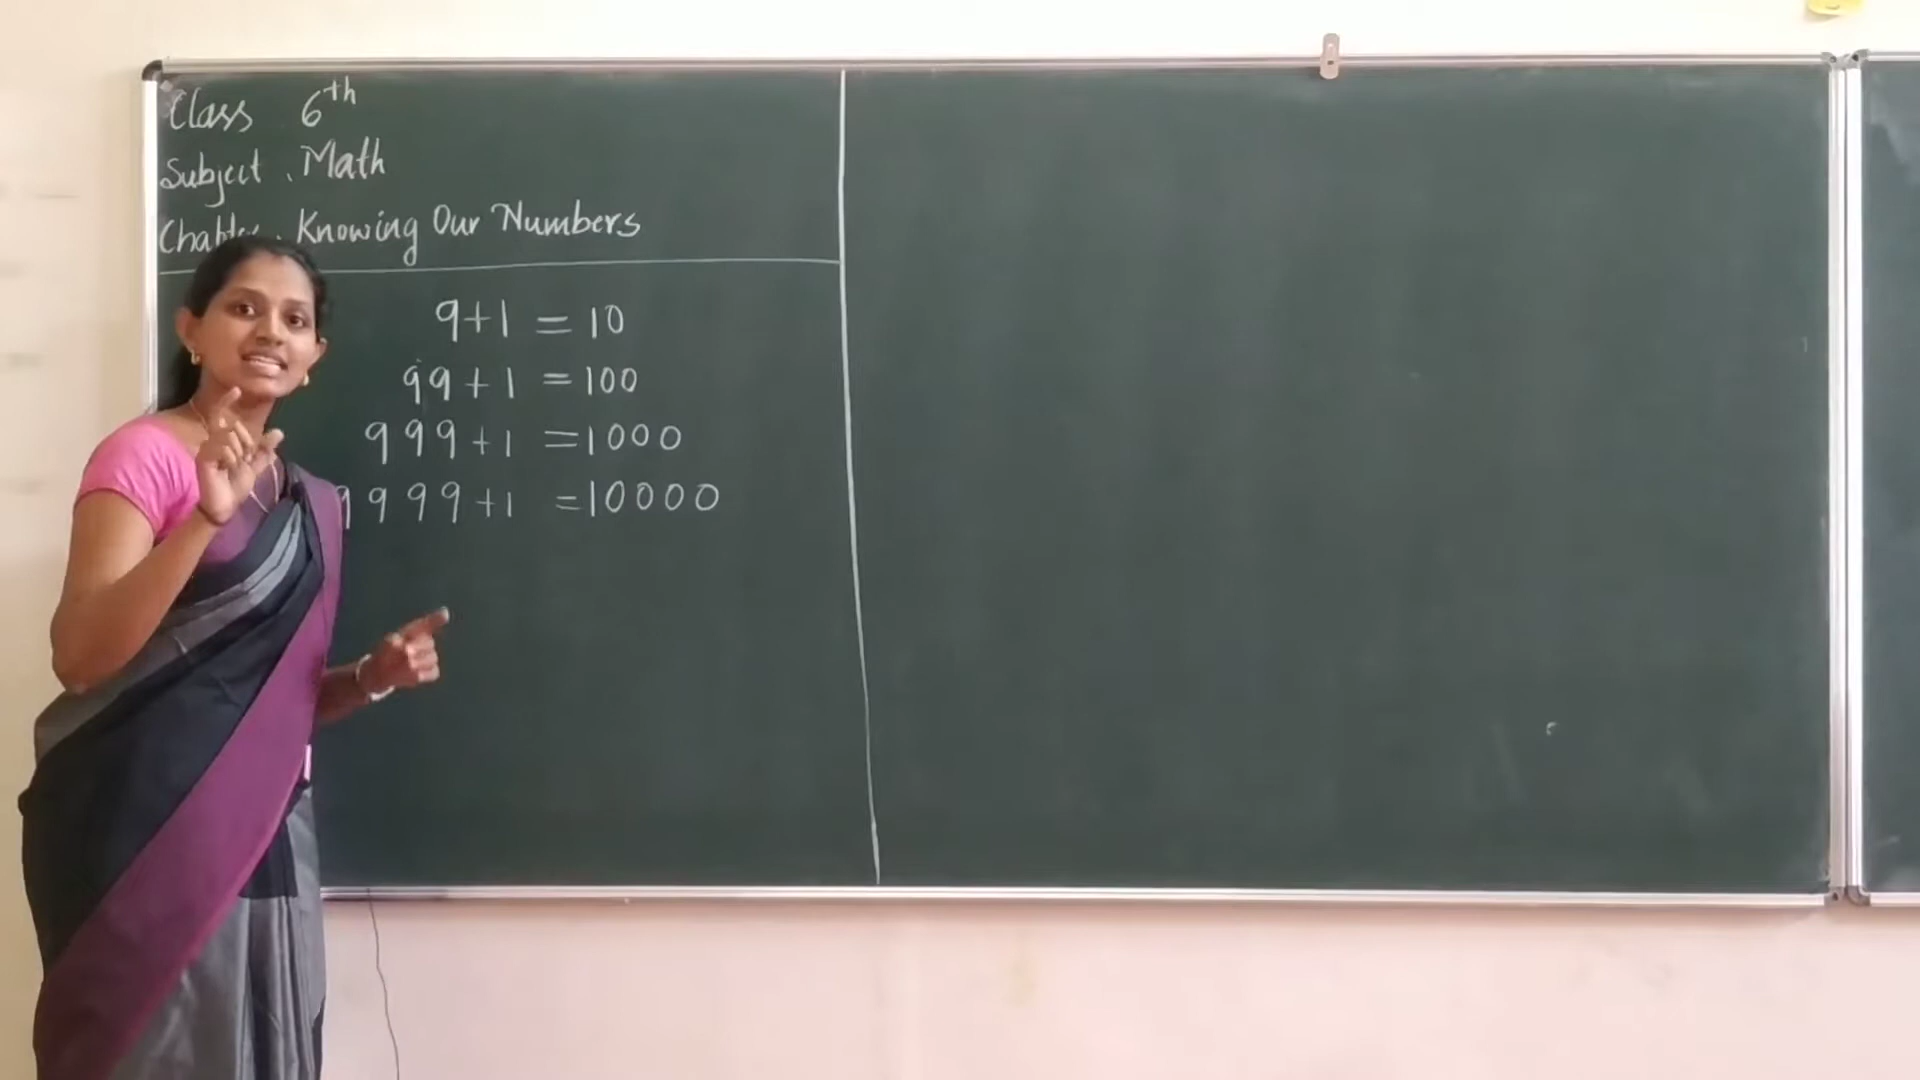 Class 6th
Subject . Math
Chapter . Knowing Our Numbers
9+1 = 10
99+1 =100
999+1 =1000
9999+1 =10000